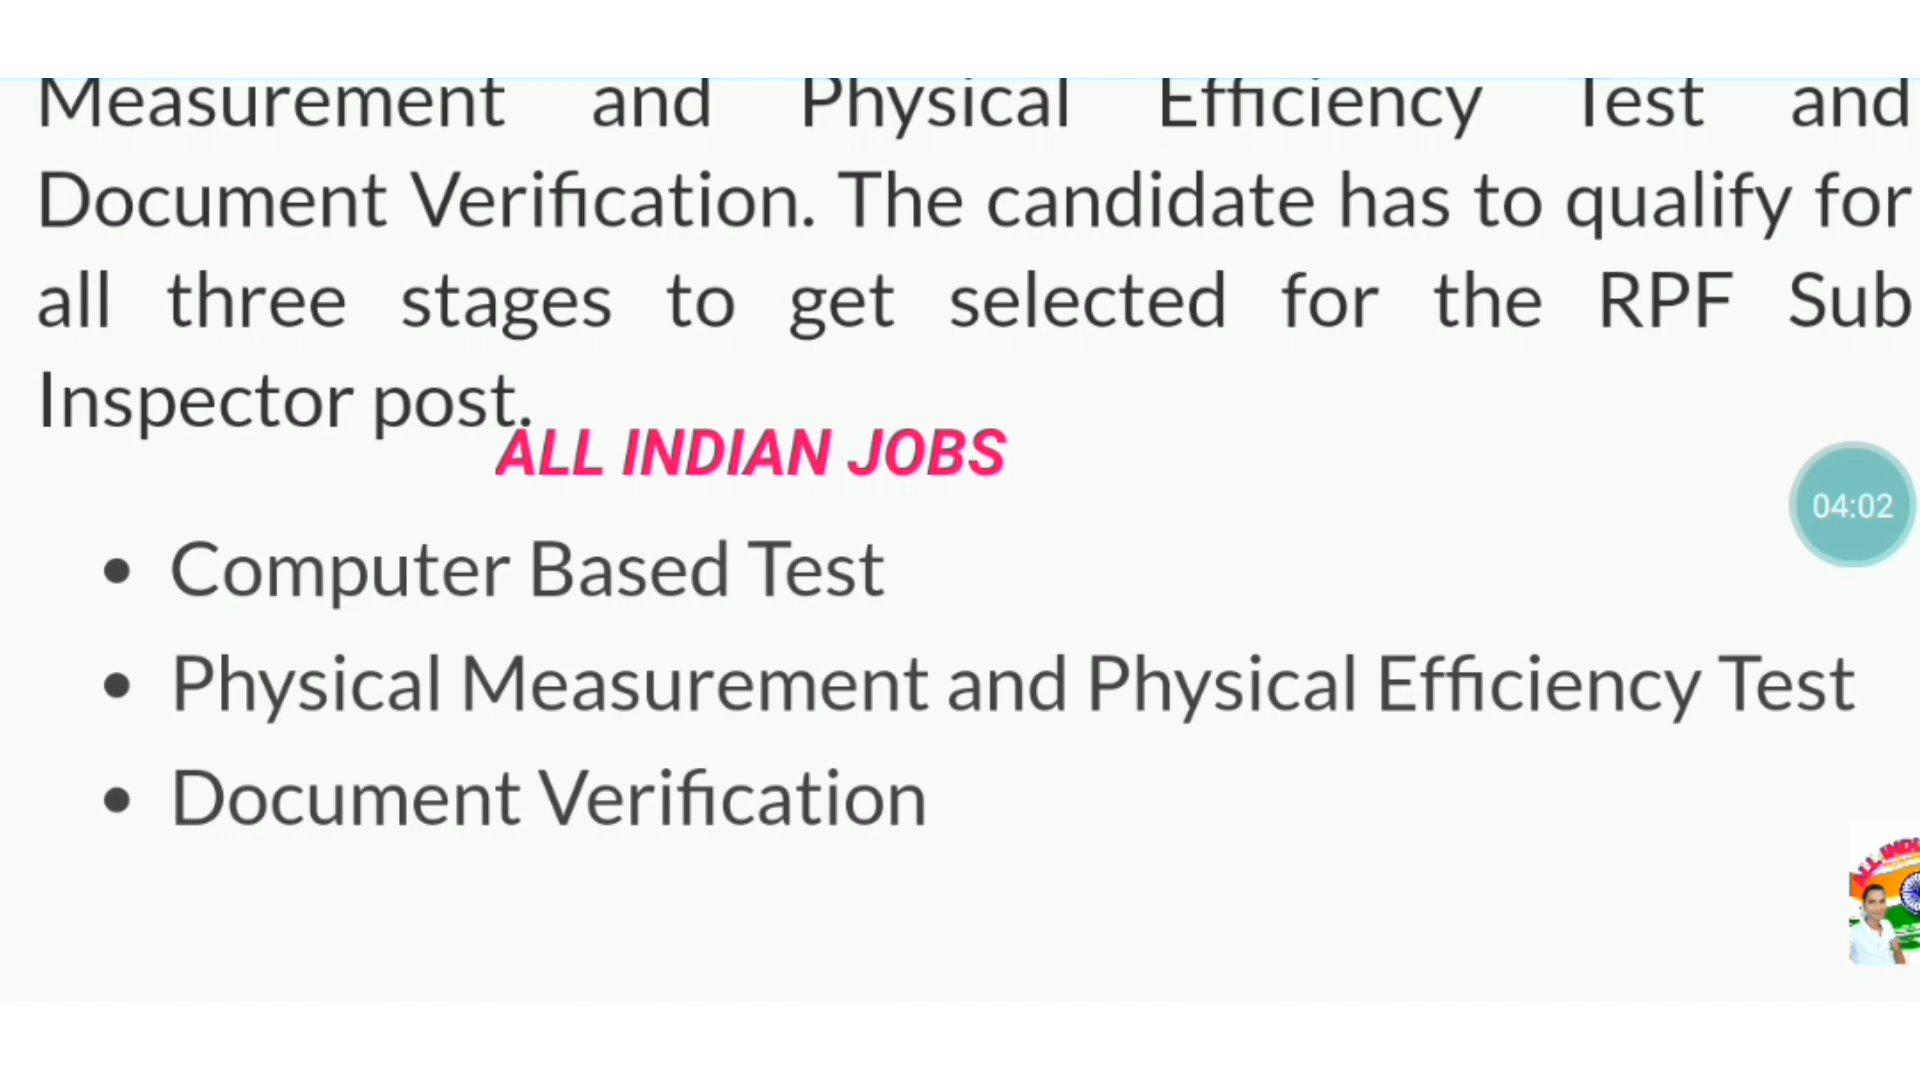 Measurement and Physical Efficiency Test and
Document Verification. The candidate has to qualify for
all three stages to get selected for the RPF Sub
Inspector post.
ALL INDIAN JOBS
04:02
• Computer Based Test
• Physical Measurement and Physical Efficiency Test
• Document Verification